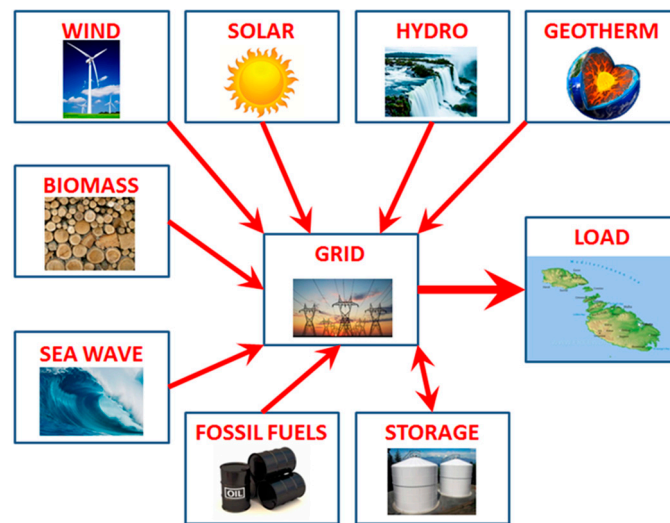 WIND
SOLAR
HYDRO
GEOTHERM
BIOMASS
GRID
LOAD
SEA WAVE
FOSSIL FUELS
OIL
STORAGE